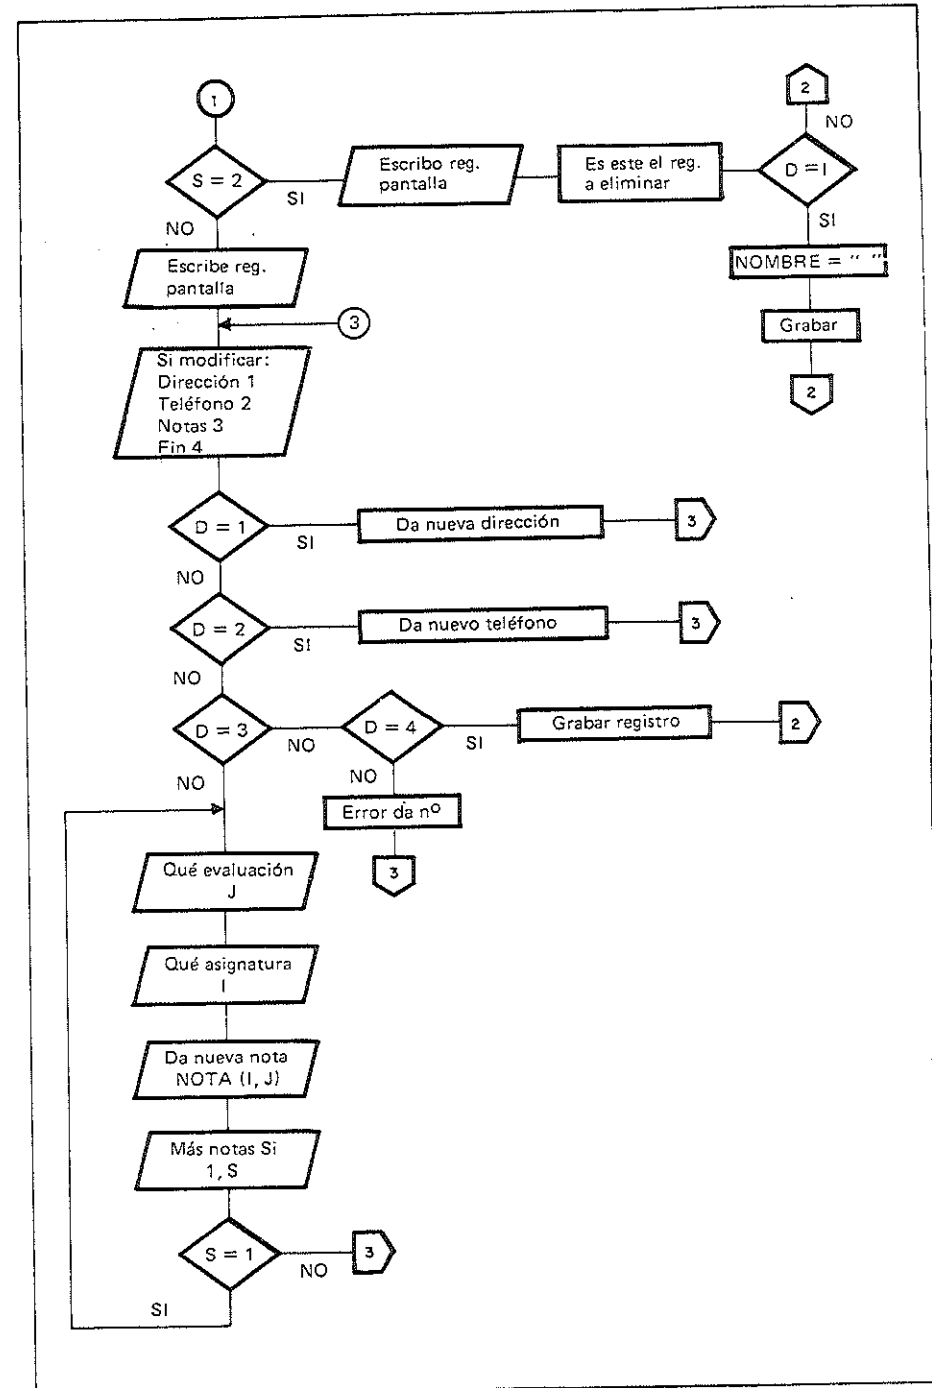 1
2
NO
S = 2
SI
Escribo reg.
pantalla
Es este el reg.
a eliminar
D = I
NO
SI
Escribe reg.
pantalla
NOMBRE = “ ”
3
Grabar
2
Si modificar:
Dirección 1
Teléfono 2
Notas 3
Fin 4
D = 1
SI
Da nueva dirección
3
NO
D = 2
SI
Da nuevo teléfono
3
NO
D = 3
NO
D = 4
SI
Grabar registro
2
NO
NO
Error da nº
3
Qué evaluación
J
Qué asignatura
I
Da nueva nota
NOTA (I, J)
Más notas Si
1, S
S = 1
NO
3
SI